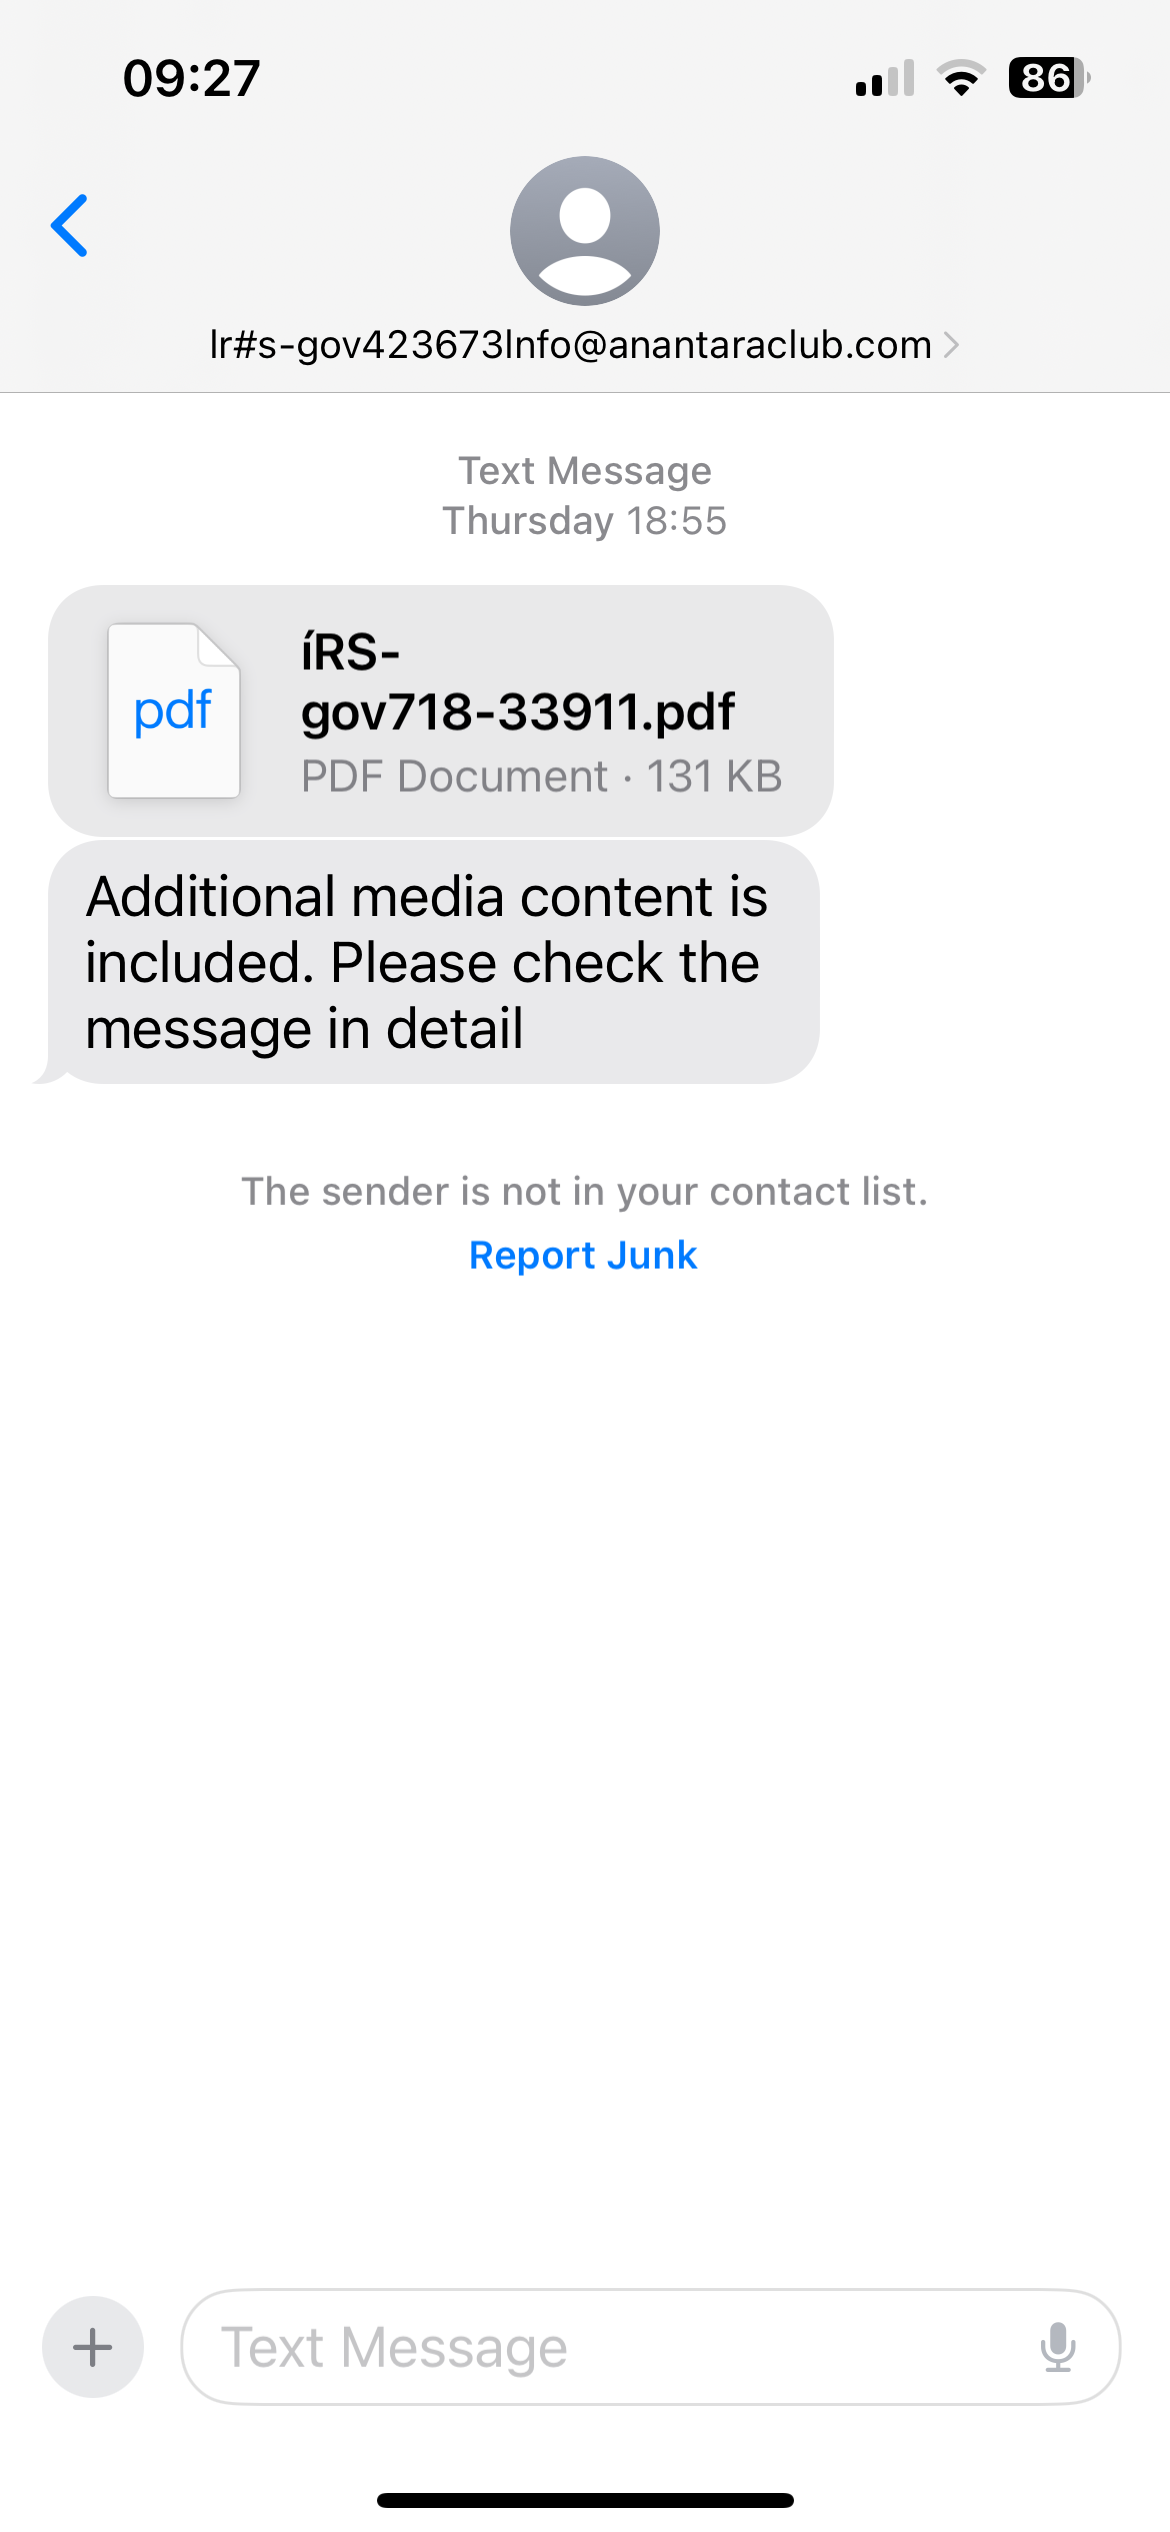 09:27
86
lr#s-gov423673Info@anantaraclub.com
Text Message
Thursday 18:55
pdf
íRS-
gov718-33911.pdf
PDF Document · 131 KB
Additional media content is
included. Please check the
message in detail
The sender is not in your contact list.
Report Junk
Text Message